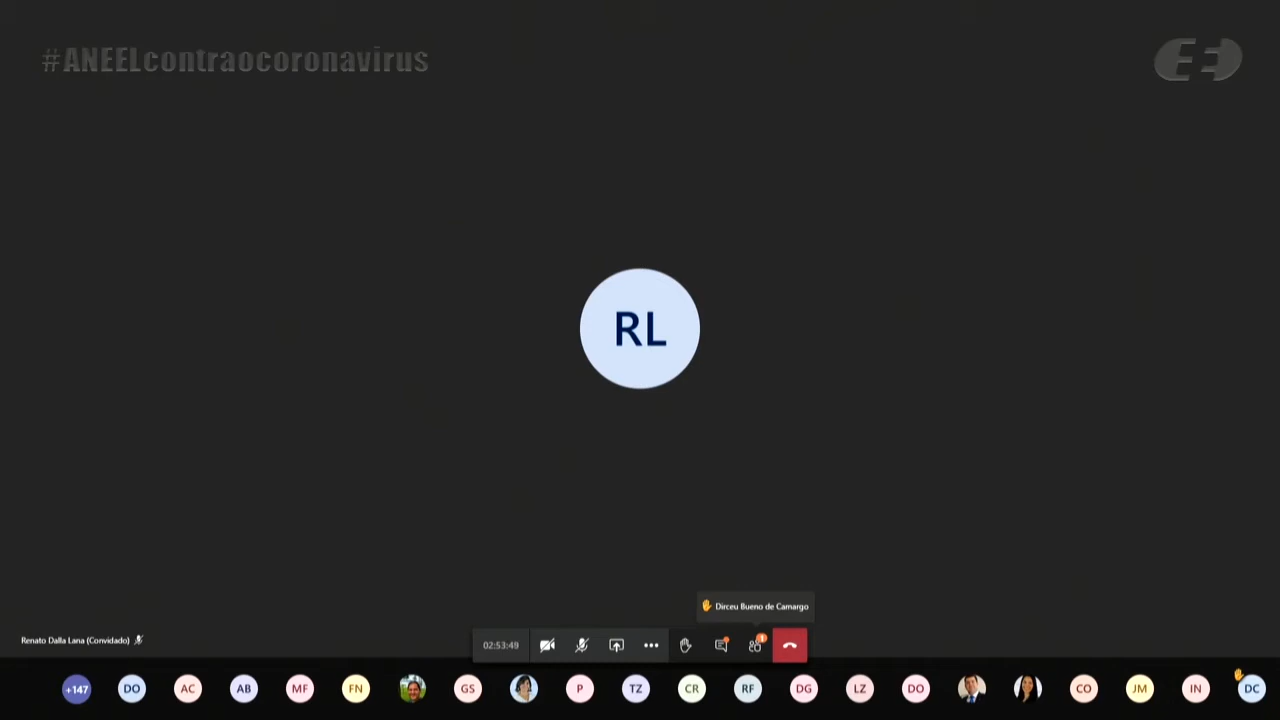 #ANEELcontraocoronavirus
RL
Dirceu Bueno de Camargo
Renato Dalla Lana (Convidado)
02:53:49
1
+147 DO AC AB MF FN GS P TZ CR RF DG LZ DO CO JM IN DC